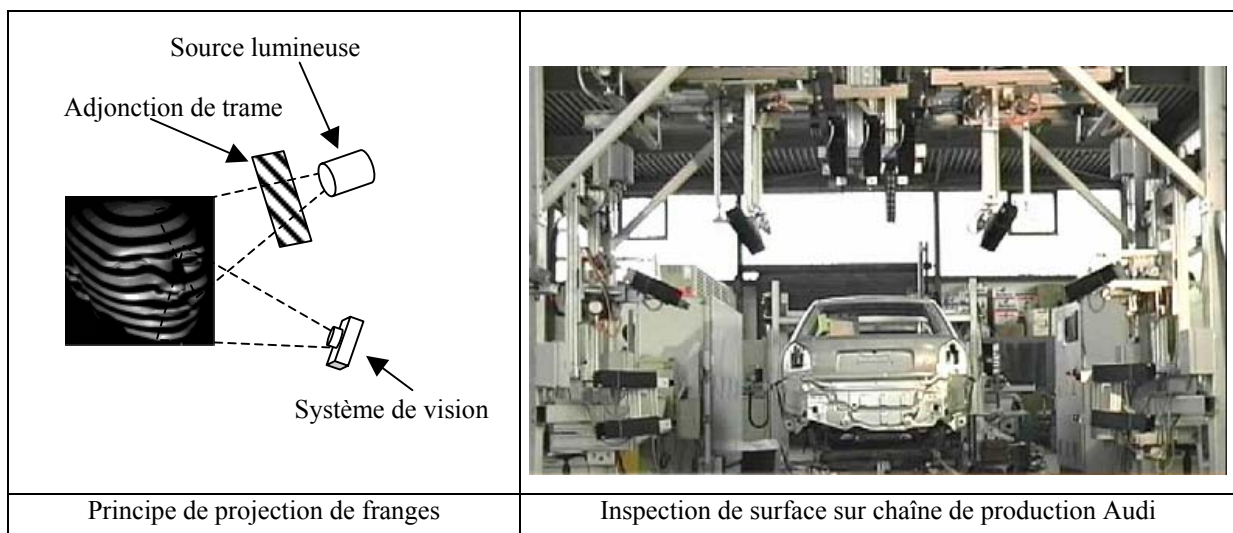 Source lumineuse
Adjonction de trame
Système de vision
Principe de projection de franges
Inspection de surface sur chaîne de production Audi